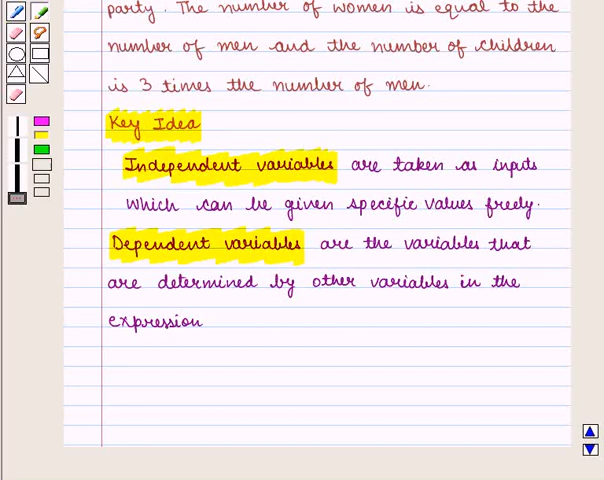 party. The number of women is equal to the
number of men and the number of children
is 3 times the number of men.
Key Idea
Independent variables are taken as inputs
which can be given specific values freely.
Dependent variables are the variables that
are determined by other variables in the
expression